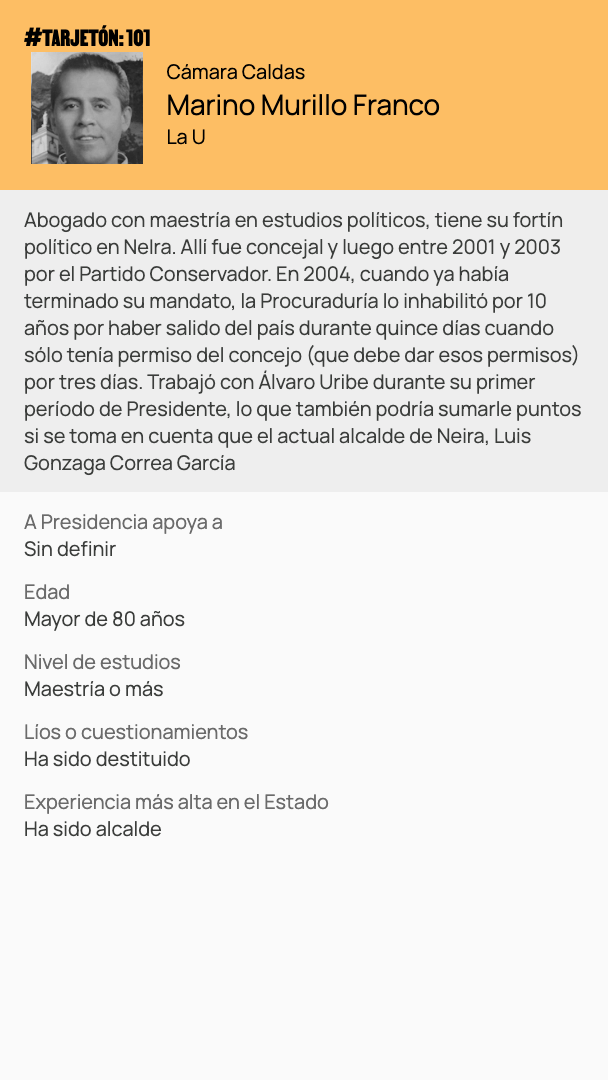 #TARJETÓN: 101
Cámara Caldas
Marino Murillo Franco
La U
Abogado con maestría en estudios políticos, tiene su fortín
político en NeIra. Allí fue concejal y luego entre 2001 y 2003
por el Partido Conservador. En 2004, cuando ya había
terminado su mandato, la Procuraduría lo inhabilitó por 10
años por haber salido del país durante quince días cuando
sólo tenía permiso del concejo (que debe dar esos permisos)
por tres días. Trabajó con Álvaro Uribe durante su primer
período de Presidente, lo que también podría sumarle puntos
si se toma en cuenta que el actual alcalde de Neira, Luis
Gonzaga Correa García
A Presidencia apoya a
Sin definir
Edad
Mayor de 80 años
Nivel de estudios
Maestría o más
Líos o cuestionamientos
Ha sido destituido
Experiencia más alta en el Estado
Ha sido alcalde